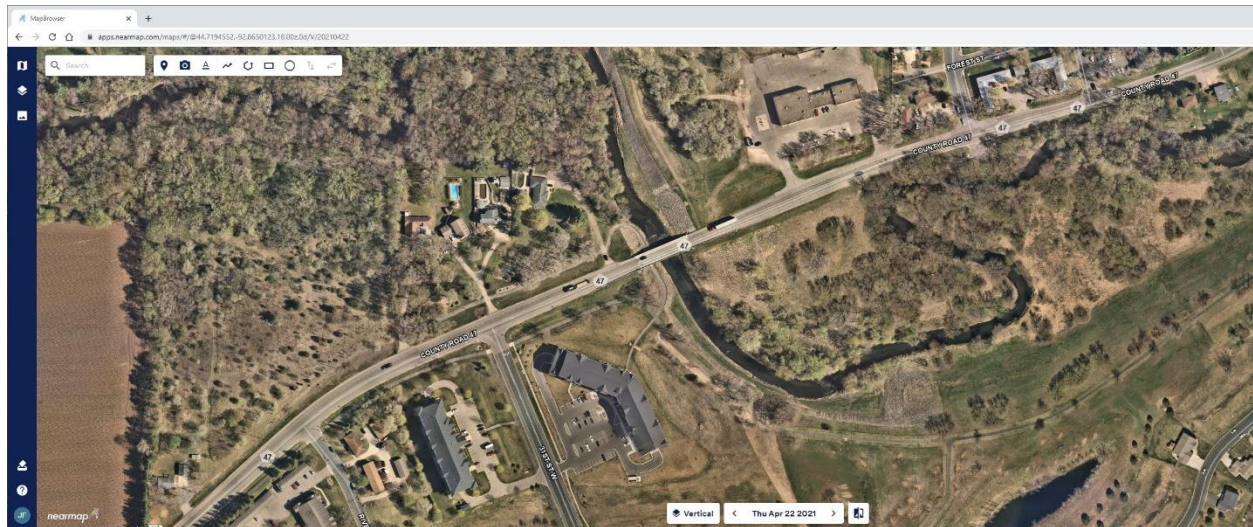 MapBrowser
apps.nearmap.com/maps/#/@44.7194552,-92.8650123,18.00z,0d/V/20210422
Search
FOREST ST
COUNTY ROAD 47
47
COUNTY ROAD 47
47
47
COUNTY ROAD 47
47
31ST ST W
JF
nearmap
Vertical
Thu Apr 22 2021